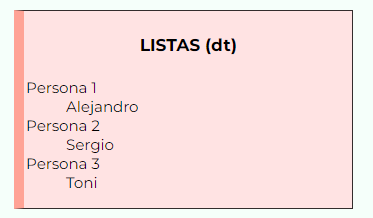 LISTAS (dt)
Persona 1
Alejandro
Persona 2
Sergio
Persona 3
Toni